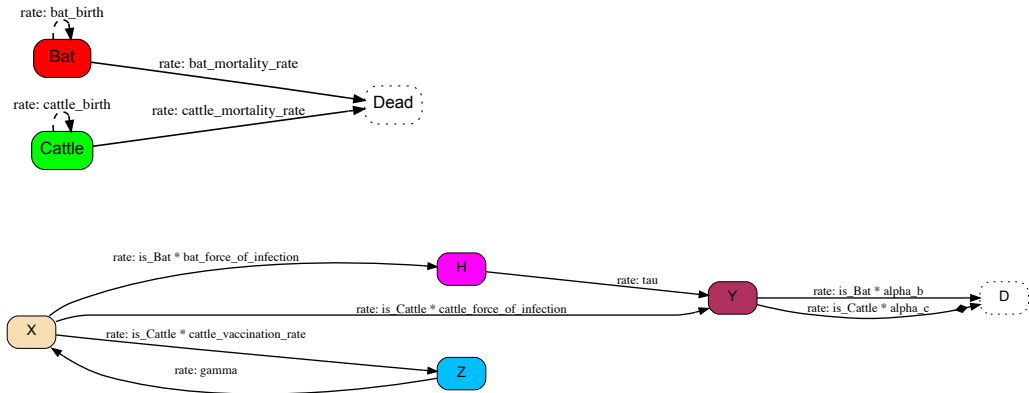 rate: bat_birth
Bat
rate: bat_mortality_rate
rate: cattle_birth
Dead
rate: cattle_mortality_rate
Cattle
rate: is_Bat * bat_force_of_infection
H
rate: tau
rate: is_Bat * alpha_b
Y
D
rate: is_Cattle * cattle_force_of_infection
rate: is_Cattle * alpha_c
X
rate: is_Cattle * cattle_vaccination_rate
rate: gamma
Z